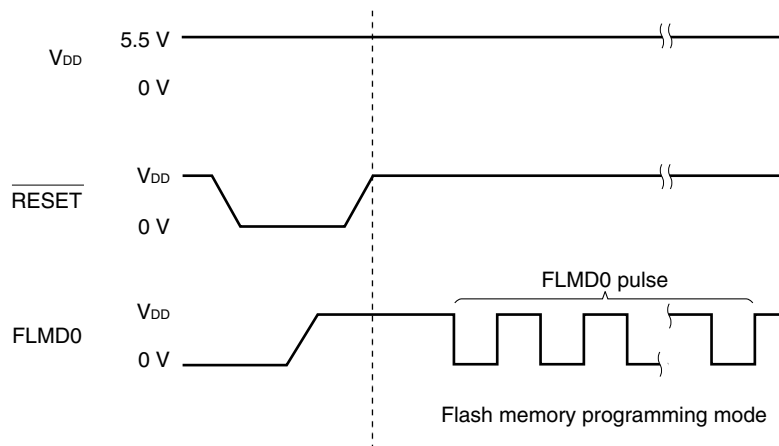 5.5 V
VDD
0 V
VDD
RESET
0 V
FLMD0 pulse
VDD
FLMD0
0 V
Flash memory programming mode